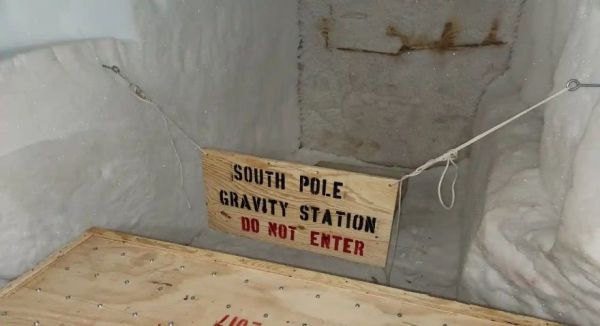 SOUTH POLE
GRAVITY STATION
DO NOT ENTER